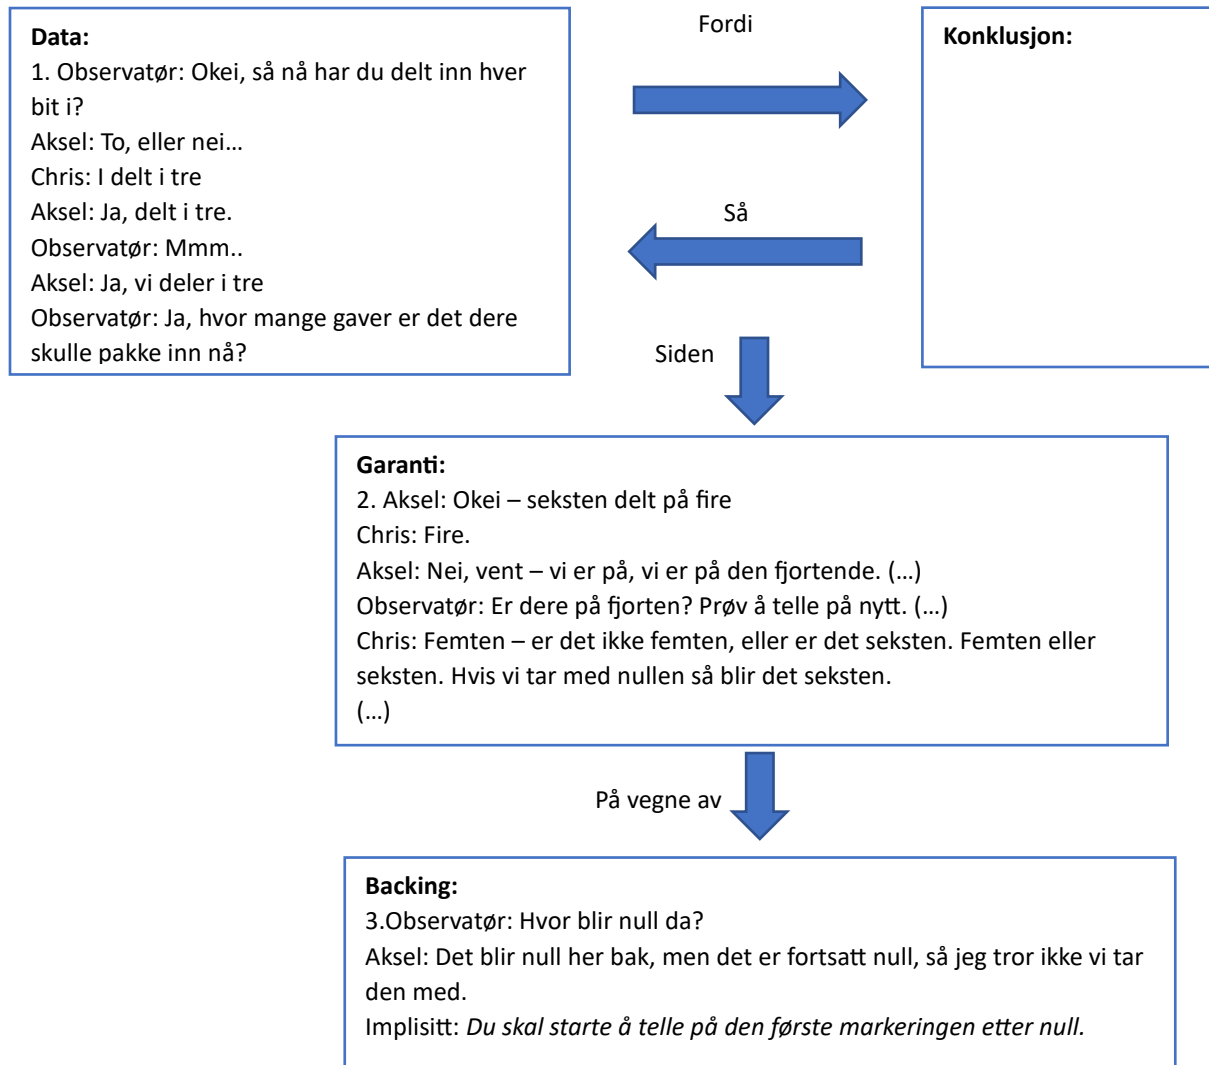 Data:
1. Observatør: Okei, så nå har du delt inn hver
bit i?
Aksel: To, eller nei…
Chris: I delt i tre
Aksel: Ja, delt i tre.
Observatør: Mmm..
Aksel: Ja, vi deler i tre
Observatør: Ja, hvor mange gaver er det dere
skulle pakke inn nå?
Fordi
Konklusjon:
Så
Siden
Garanti:
2. Aksel: Okei – seksten delt på fire
Chris: Fire.
Aksel: Nei, vent – vi er på, vi er på den fjortende. (…)
Observatør: Er dere på fjorten? Prøv å telle på nytt. (…)
Chris: Femten – er det ikke femten, eller er det seksten. Femten eller
seksten. Hvis vi tar med nullen så blir det seksten.
(…)
På vegne av
Backing:
3.Observatør: Hvor blir null da?
Aksel: Det blir null her bak, men det er fortsatt null, så jeg tror ikke vi tar
den med.
Implisitt: Du skal starte å telle på den første markeringen etter null.